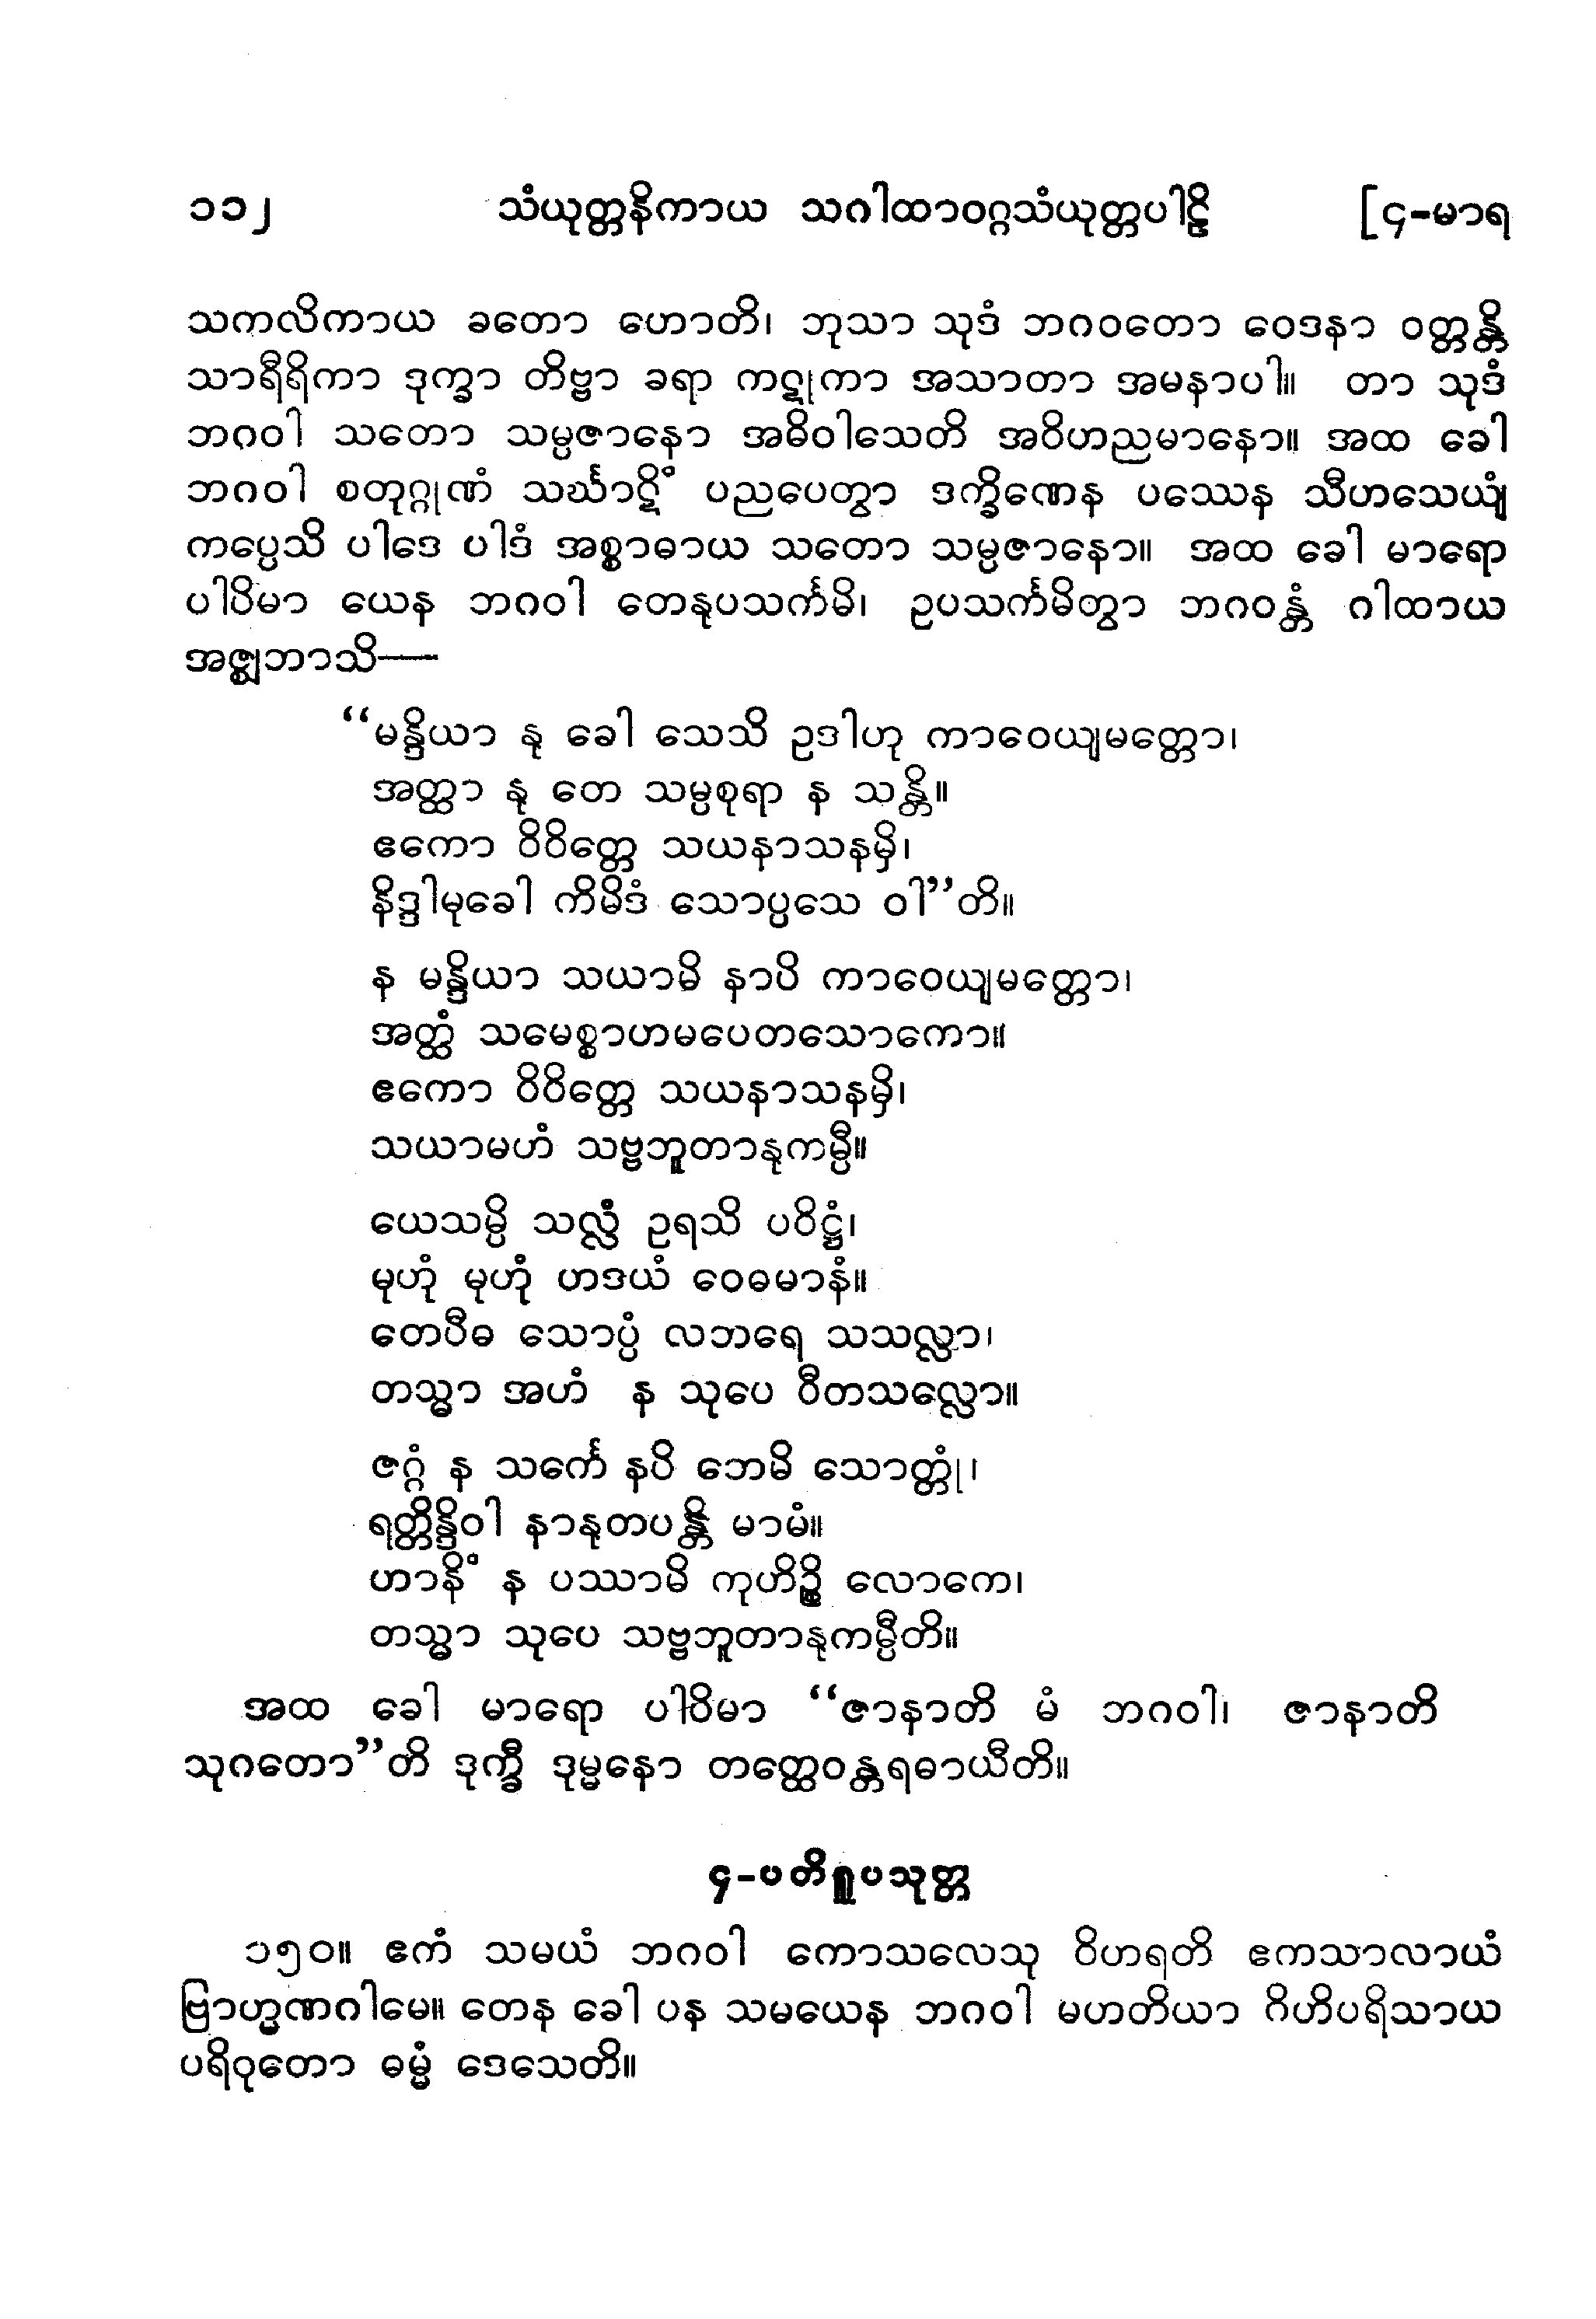 ၁၁၂ သံယုတ္တနိကာယ သဂါထာဝဂ္ဂသံယုတ္တပါဠိ [၄-မာရ
သကလိကာယ ခတော ဟောတိ၊ ဘုသာ သုဒံ ဘဂဝတော ဝေဒနာ ဝတ္တန္တိ
သာရီရိကာ ဒုက္ခာ တိဗ္ဗာ ခရာ ကဋုကာ အသာတာ အမနာပါ။ တာ သုဒံ
ဘဂဝါ သတော သမ္ပဇာနော အဓိဝါသေတိ အဝိဟညမာနော။ အထ ခေါ
ဘဂဝါ စတုဂ္ဂုဏံ သင်္ဃာဋိံ ပညပေတွာ ဒက္ခိဏေန ပဿေန သီဟသေယျံ
ကပ္ပေသိ ပါဒေ ပါဒံ အစ္စာဓာယ သတော သမ္ပဇာနော။ အထ ခေါ မာရော
ပါပိမာ ယေန ဘဂဝါ တေနုပသင်္ကမိ၊ ဥပသင်္ကမိတွာ ဘဂဝန္တံ ဂါထာယ
အဇ္ဈဘာသိ—
“မန္ဒိယာ နု ခေါ သေသိ ဥဒါဟု ကာဝေယျမတ္တော၊
အတ္ထာ နု တေ သမ္ပစုရာ န သန္တိ။
ဧကော ဝိဝိတ္တေ သယနာသနမှိ၊
နိဒ္ဒါမုခေါ ကိမိဒံ သောပ္ပသေ ဝါ”တိ။
န မန္ဒိယာ သယာမိ နာပိ ကာဝေယျမတ္တော၊
အတ္ထံ သမေစ္စာဟမပေတသောကော။
ဧကော ဝိဝိတ္တေ သယနာသနမှိ၊
သယာမဟံ သဗ္ဗဘူတာနုကမ္ပီ။
ယေသမ္ပိ သလ္လံ ဥရသိ ပဝိဋ္ဌံ၊
မုဟုံ မုဟုံ ဟဒယံ ဝေဓမာနံ။
တေပီဓ သောပ္ပံ လဘရေ သသလ္လာ၊
တသ္မာ အဟံ န သုပေ ဝီတသလ္လော။
ဇဂ္ဂံ န သင်္ကေ နပိ ဘေမိ သောတ္တုံ၊
ရတ္တိန္ဒိဝါ နာနုတပန္တိ မာမံ။
ဟာနိံ န ပဿာမိ ကုဟိဉ္စိ လောကေ၊
တသ္မာ သုပေ သဗ္ဗဘူတာနုကမ္ပီတိ။
အထ ခေါ မာရော ပါပိမာ “ဇာနာတိ မံ ဘဂဝါ၊ ဇာနာတိ
သုဂတော”တိ ဒုက္ခီ ဒုမ္မနော တတ္ထေဝန္တရဓာယီတိ။
၄-ပတိရူပသုတ္တ
၁၅၀။ ဧကံ သမယံ ဘဂဝါ ကောသလေသု ဝိဟရတိ ဧကသာလာယံ
ဗြာဟ္မဏဂါမေ။ တေန ခေါ ပန သမယေန ဘဂဝါ မဟတိယာ ဂိဟိပရိသာယ
ပရိဝုတော ဓမ္မံ ဒေသေတိ။